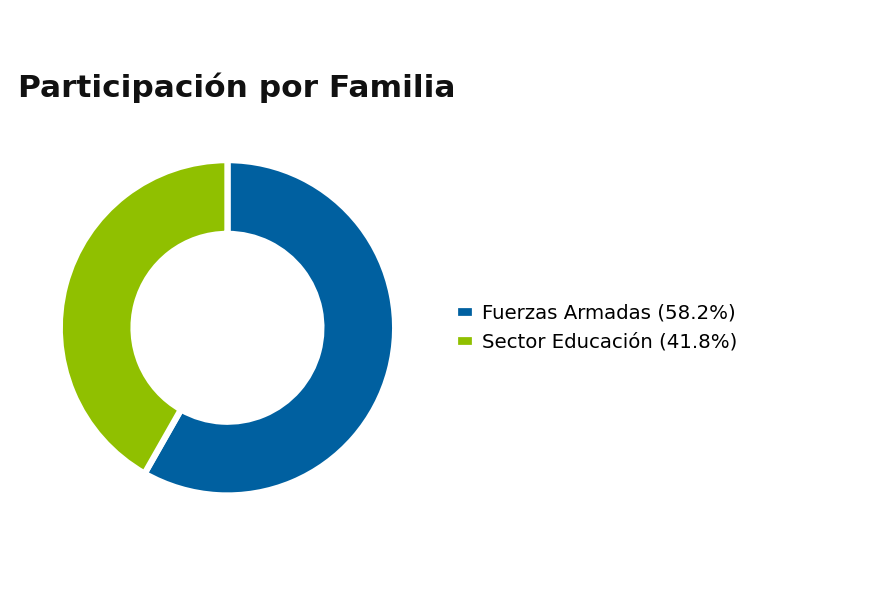 Participación por Familia
Fuerzas Armadas (58.2%)
Sector Educación (41.8%)